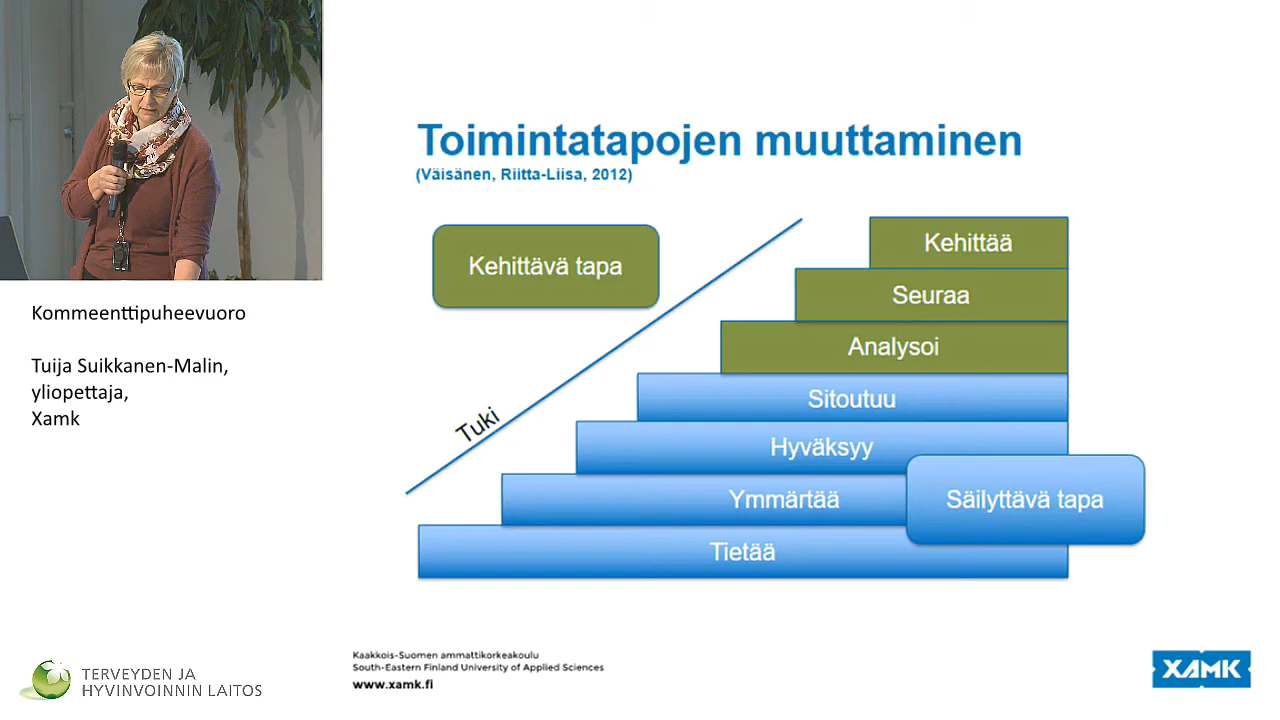 Toimintatapojen muuttaminen
(Väisänen, Riitta-Liisa, 2012)
Kehittävä tapa
Tuki
Kehittää
Seuraa
Analysoi
Sitoutuu
Hyväksyy
Ymmärtää
Säilyttävä tapa
Tietää
Kommeenttipuheevuoro
Tuija Suikkanen-Malin,
yliopettaja,
Xamk
TERVEYDEN JA
HYVINVOINNIN LAITOS
Kaakkois-Suomen ammattikorkeakoulu
South-Eastern Finland University of Applied Sciences
www.xamk.fi
XAMK